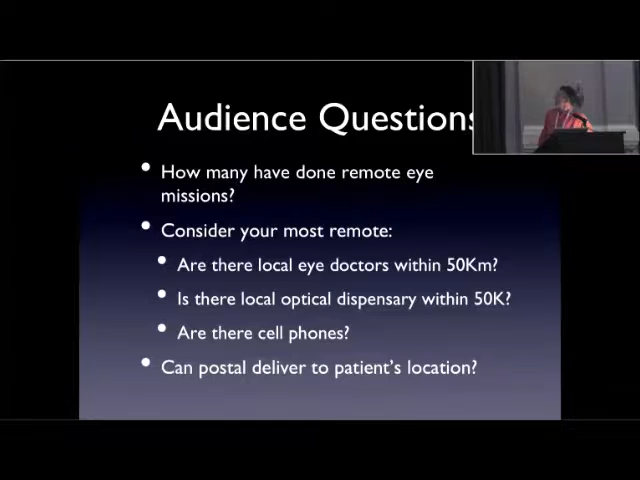 Audience Questions
• How many have done remote eye
missions?
• Consider your most remote:
• Are there local eye doctors within 50Km?
• Is there local optical dispensary within 50K?
• Are there cell phones?
• Can postal deliver to patient's location?